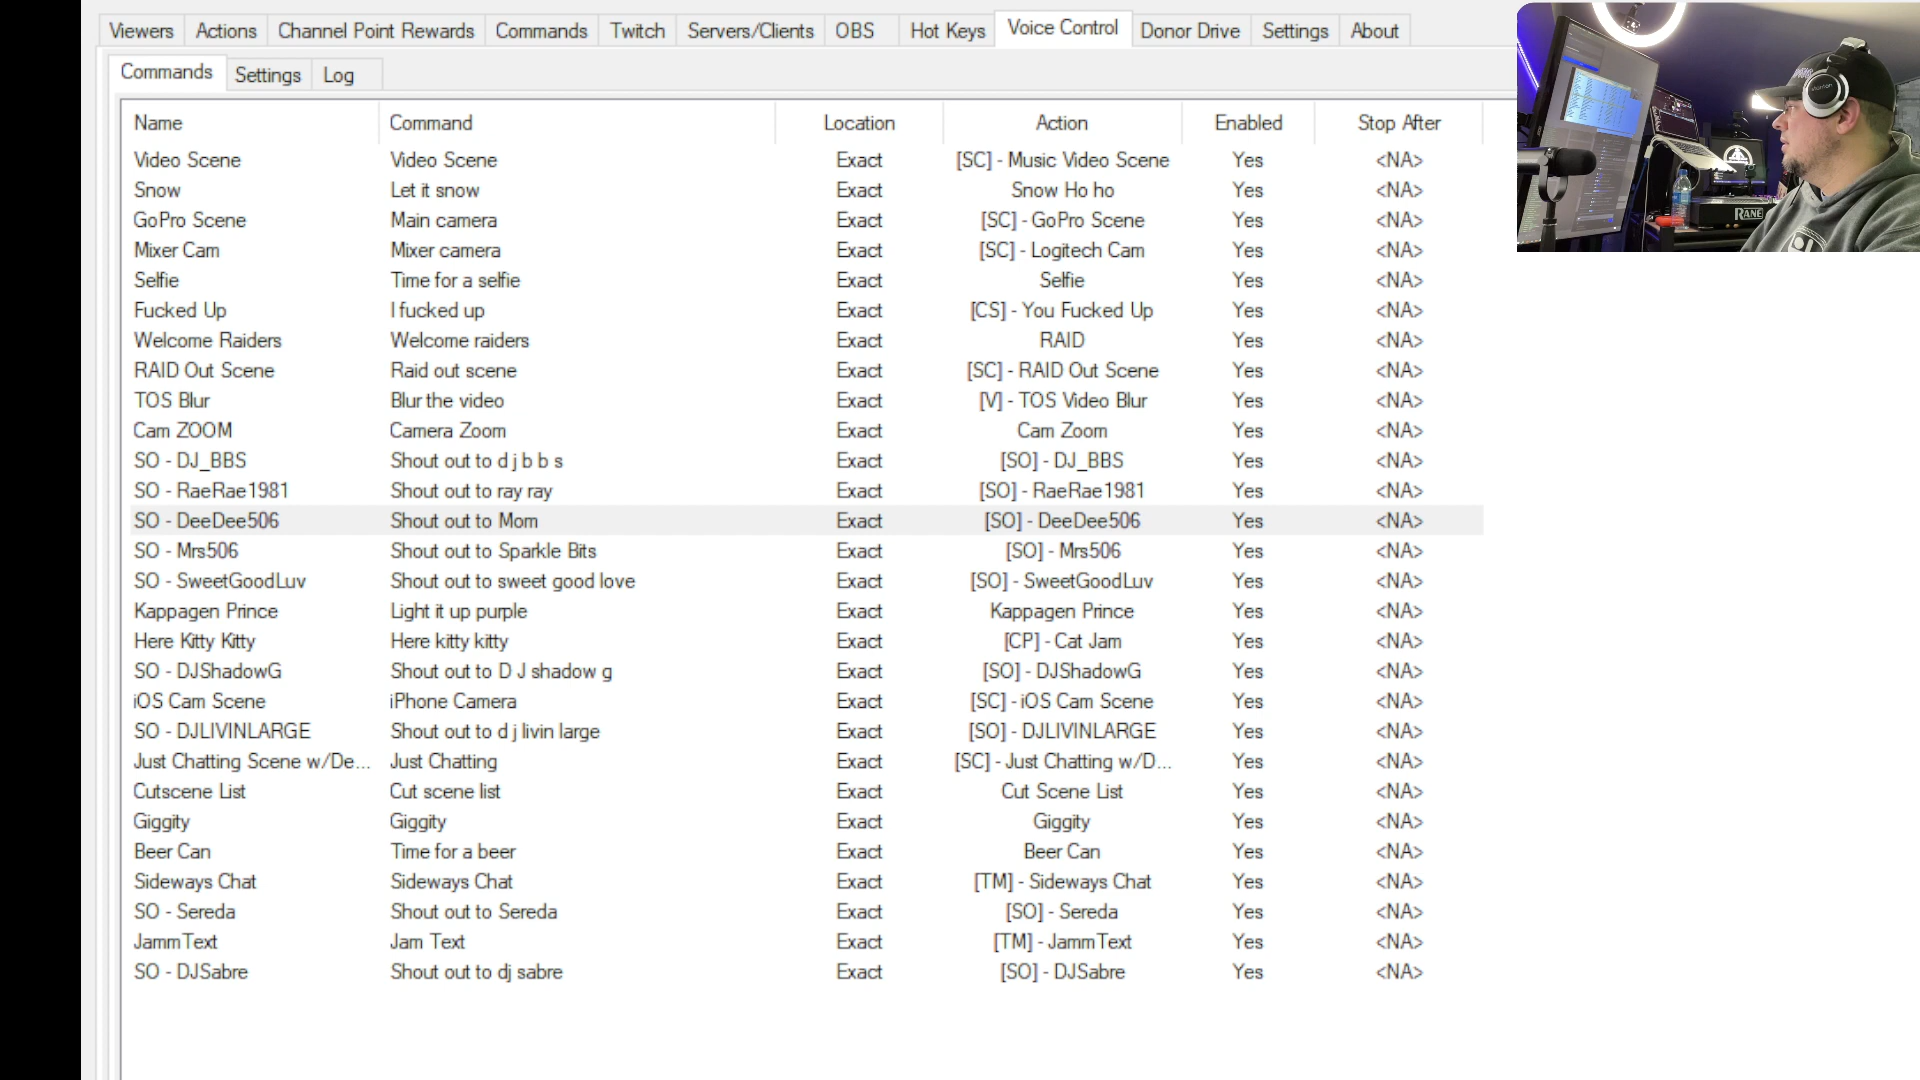 Viewers Actions Channel Point Rewards Commands Twitch Servers/Clients OBS Hot Keys Voice Control Donor Drive Settings About
Commands Settings Log
Name Command Location Action Enabled Stop After
Video Scene Video Scene Exact [SC] - Music Video Scene Yes <NA>
Snow Let it snow Exact Snow Ho ho Yes <NA>
GoPro Scene Main camera Exact [SC] - GoPro Scene Yes <NA>
Mixer Cam Mixer camera Exact [SC] - Logitech Cam Yes <NA>
Selfie Time for a selfie Exact Selfie Yes <NA>
Fucked Up I fucked up Exact [CS] - You Fucked Up Yes <NA>
Welcome Raiders Welcome raiders Exact RAID Yes <NA>
RAID Out Scene Raid out scene Exact [SC] - RAID Out Scene Yes <NA>
TOS Blur Blur the video Exact [V] - TOS Video Blur Yes <NA>
Cam ZOOM Camera Zoom Exact Cam Zoom Yes <NA>
SO - DJ_BBS Shout out to d j b b s Exact [SO] - DJ_BBS Yes <NA>
SO - RaeRae1981 Shout out to ray ray Exact [SO] - RaeRae1981 Yes <NA>
SO - DeeDee506 Shout out to Mom Exact [SO] - DeeDee506 Yes <NA>
SO - Mrs506 Shout out to Sparkle Bits Exact [SO] - Mrs506 Yes <NA>
SO - SweetGoodLuv Shout out to sweet good love Exact [SO] - SweetGoodLuv Yes <NA>
Kappagen Prince Light it up purple Exact Kappagen Prince Yes <NA>
Here Kitty Kitty Here kitty kitty Exact [CP] - Cat Jam Yes <NA>
SO - DJShadowG Shout out to D J shadow g Exact [SO] - DJShadowG Yes <NA>
iOS Cam Scene iPhone Camera Exact [SC] - iOS Cam Scene Yes <NA>
SO - DJLIVINLARGE Shout out to d j livin large Exact [SO] - DJLIVINLARGE Yes <NA>
Just Chatting Scene w/De... Just Chatting Exact [SC] - Just Chatting w/D... Yes <NA>
Cutscene List Cut scene list Exact Cut Scene List Yes <NA>
Giggity Giggity Exact Giggity Yes <NA>
Beer Can Time for a beer Exact Beer Can Yes <NA>
Sideways Chat Sideways Chat Exact [TM] - Sideways Chat Yes <NA>
SO - Sereda Shout out to Sereda Exact [SO] - Sereda Yes <NA>
JammText Jam Text Exact [TM] - JammText Yes <NA>
SO - DJSabre Shout out to dj sabre Exact [SO] - DJSabre Yes <NA>
RANE